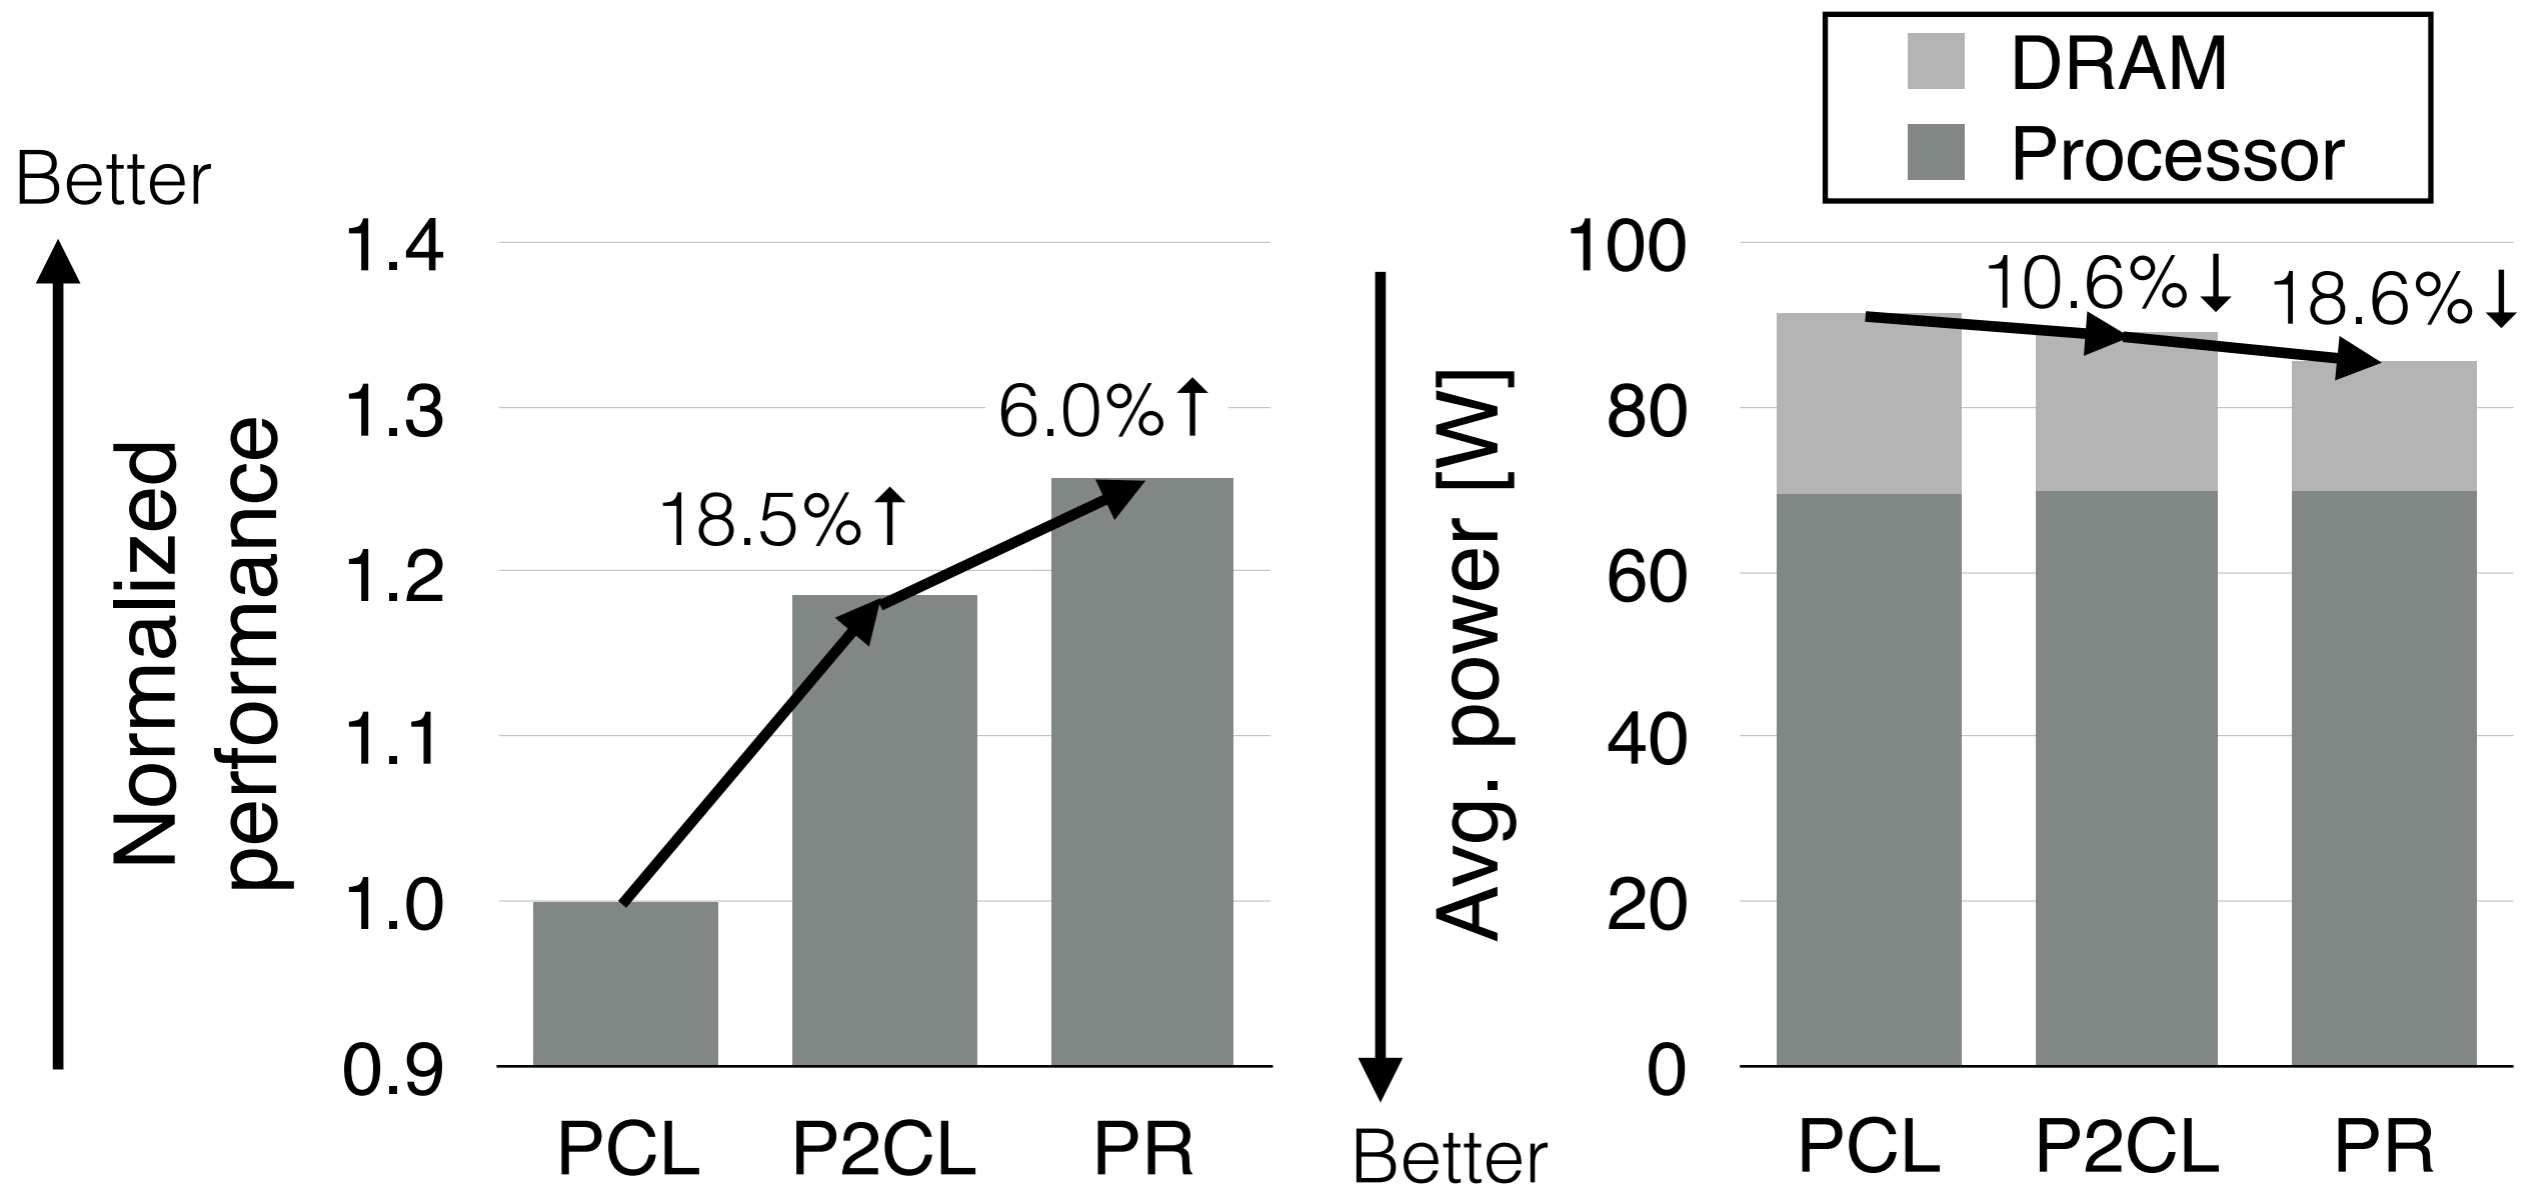 DRAM
Processor
Better
Normalized
performance
1.4
1.3
1.2
1.1
1.0
0.9
18.5%↑
6.0%↑
PCL
P2CL
PR
Avg. power [W]
Better
100
80
60
40
20
0
10.6%↓
18.6%↓
PCL
P2CL
PR